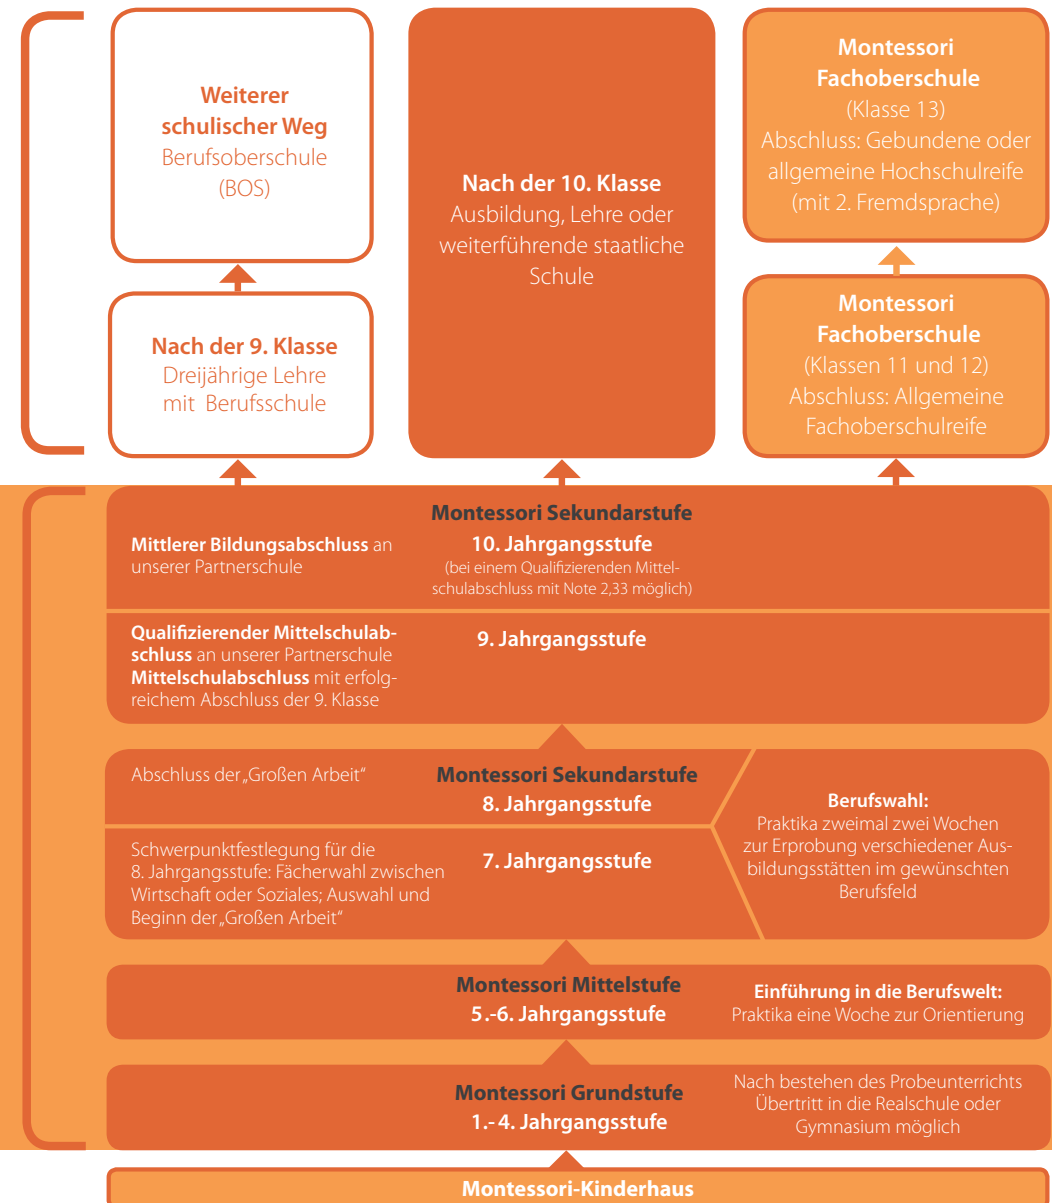 Weiterer
schulischer Weg
Berufsoberschule
(BOS)
Nach der 9. Klasse
Dreijährige Lehre
mit Berufsschule
Nach der 10. Klasse
Ausbildung, Lehre oder
weiterführende staatliche
Schule
Montessori
Fachoberschule
(Klasse 13)
Abschluss: Gebundene oder
allgemeine Hochschulreife
(mit 2. Fremdsprache)
Montessori
Fachoberschule
(Klassen 11 und 12)
Abschluss: Allgemeine
Fachoberschulreife
Montessori Sekundarstufe
10. Jahrgangsstufe
(bei einem Qualifizierenden Mittel-
schulabschluss mit Note 2,33 möglich)
Mittlerer Bildungsabschluss an
unserer Partnerschule
Qualifizierender Mittelschulab-
schluss an unserer Partnerschule
Mittelschulabschluss mit erfolg-
reichem Abschluss der 9. Klasse
9. Jahrgangsstufe
Abschluss der „Großen Arbeit“
Montessori Sekundarstufe
8. Jahrgangsstufe
Schwerpunktfestlegung für die
8. Jahrgangsstufe: Fächerwahl zwischen
Wirtschaft oder Soziales; Auswahl und
Beginn der „Großen Arbeit“
7. Jahrgangsstufe
Berufswahl:
Praktika zweimal zwei Wochen
zur Erprobung verschiedener Aus-
bildungsstätten im gewünschten
Berufsfeld
Montessori Mittelstufe
5.-6. Jahrgangsstufe
Einführung in die Berufswelt:
Praktika eine Woche zur Orientierung
Montessori Grundstufe
1.- 4. Jahrgangsstufe
Nach bestehen des Probeunterrichts
Übertritt in die Realschule oder
Gymnasium möglich
Montessori-Kinderhaus